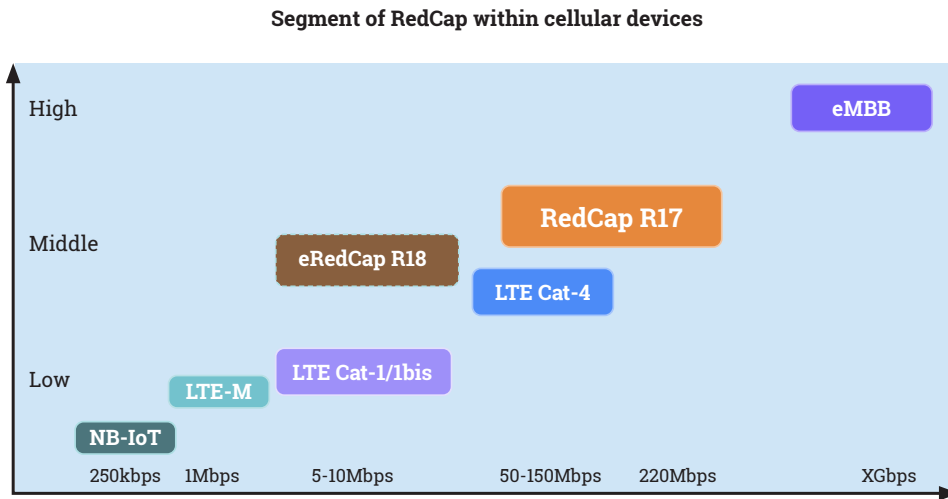 Segment of RedCap within cellular devices
High
eMBB
RedCap R17
Middle
eRedCap R18
LTE Cat-4
LTE Cat-1/1bis
Low
LTE-M
NB-IoT
250kbps 1Mbps 5-10Mbps 50-150Mbps 220Mbps XGbps